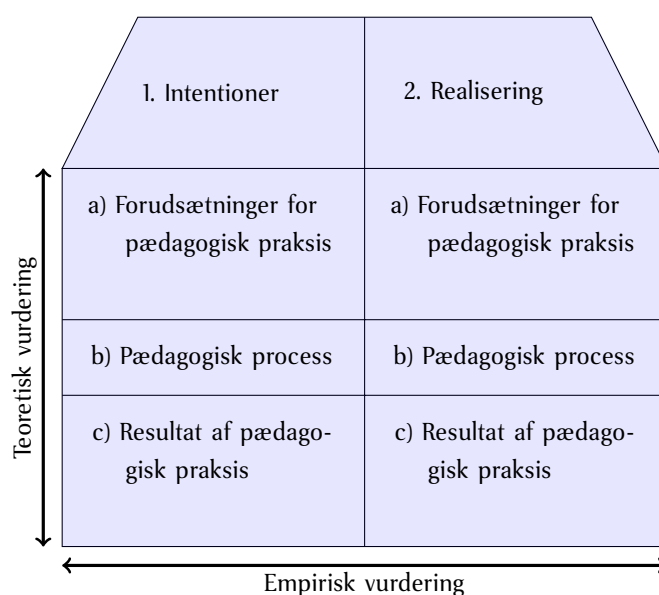 1. Intentioner
2. Realisering
a) Forudsætninger for
pædagogisk praksis
a) Forudsætninger for
pædagogisk praksis
b) Pædagogisk process
b) Pædagogisk process
c) Resultat af pædago-
gisk praksis
c) Resultat af pædago-
gisk praksis
Teoretisk vurdering
Empirisk vurdering